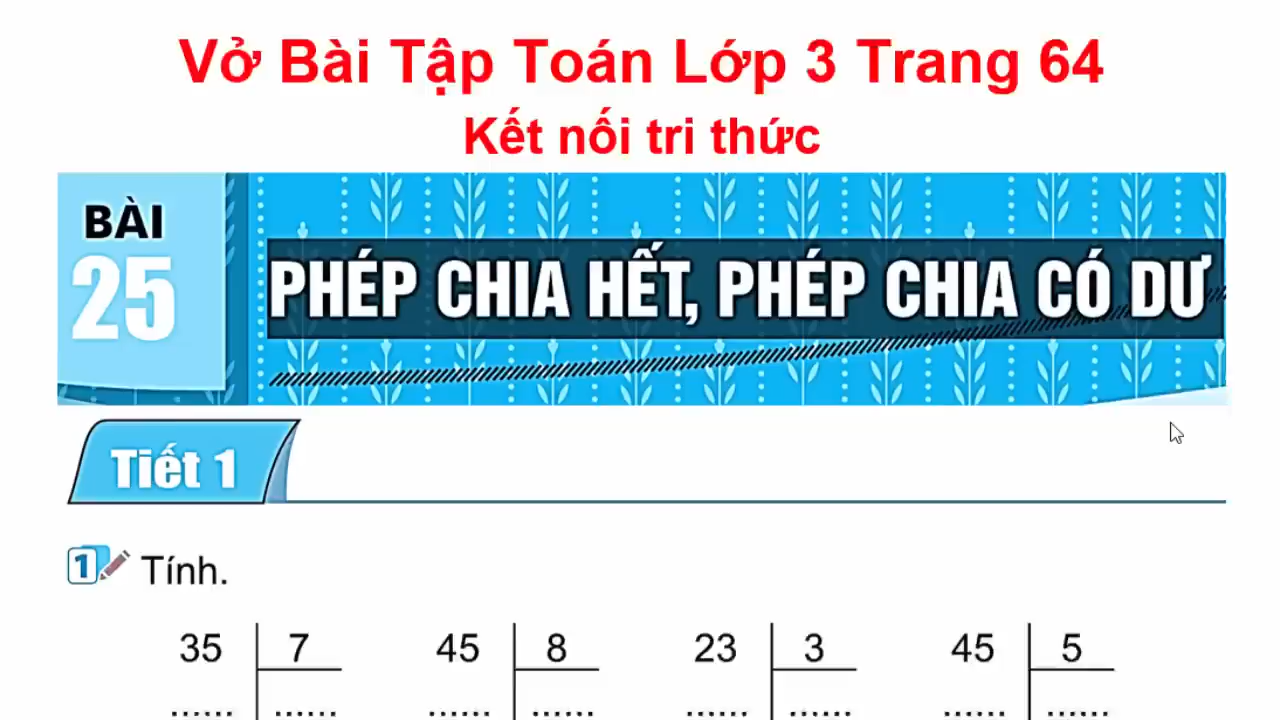 Vở Bài Tập Toán Lớp 3 Trang 64
Kết nối tri thức
BÀI
25
PHÉP CHIA HẾT, PHÉP CHIA CÓ DƯ
Tiết 1
1 Tính.
35 7 45 8 23 3 45 5
...... ...... ...... ...... ...... ...... ...... ......